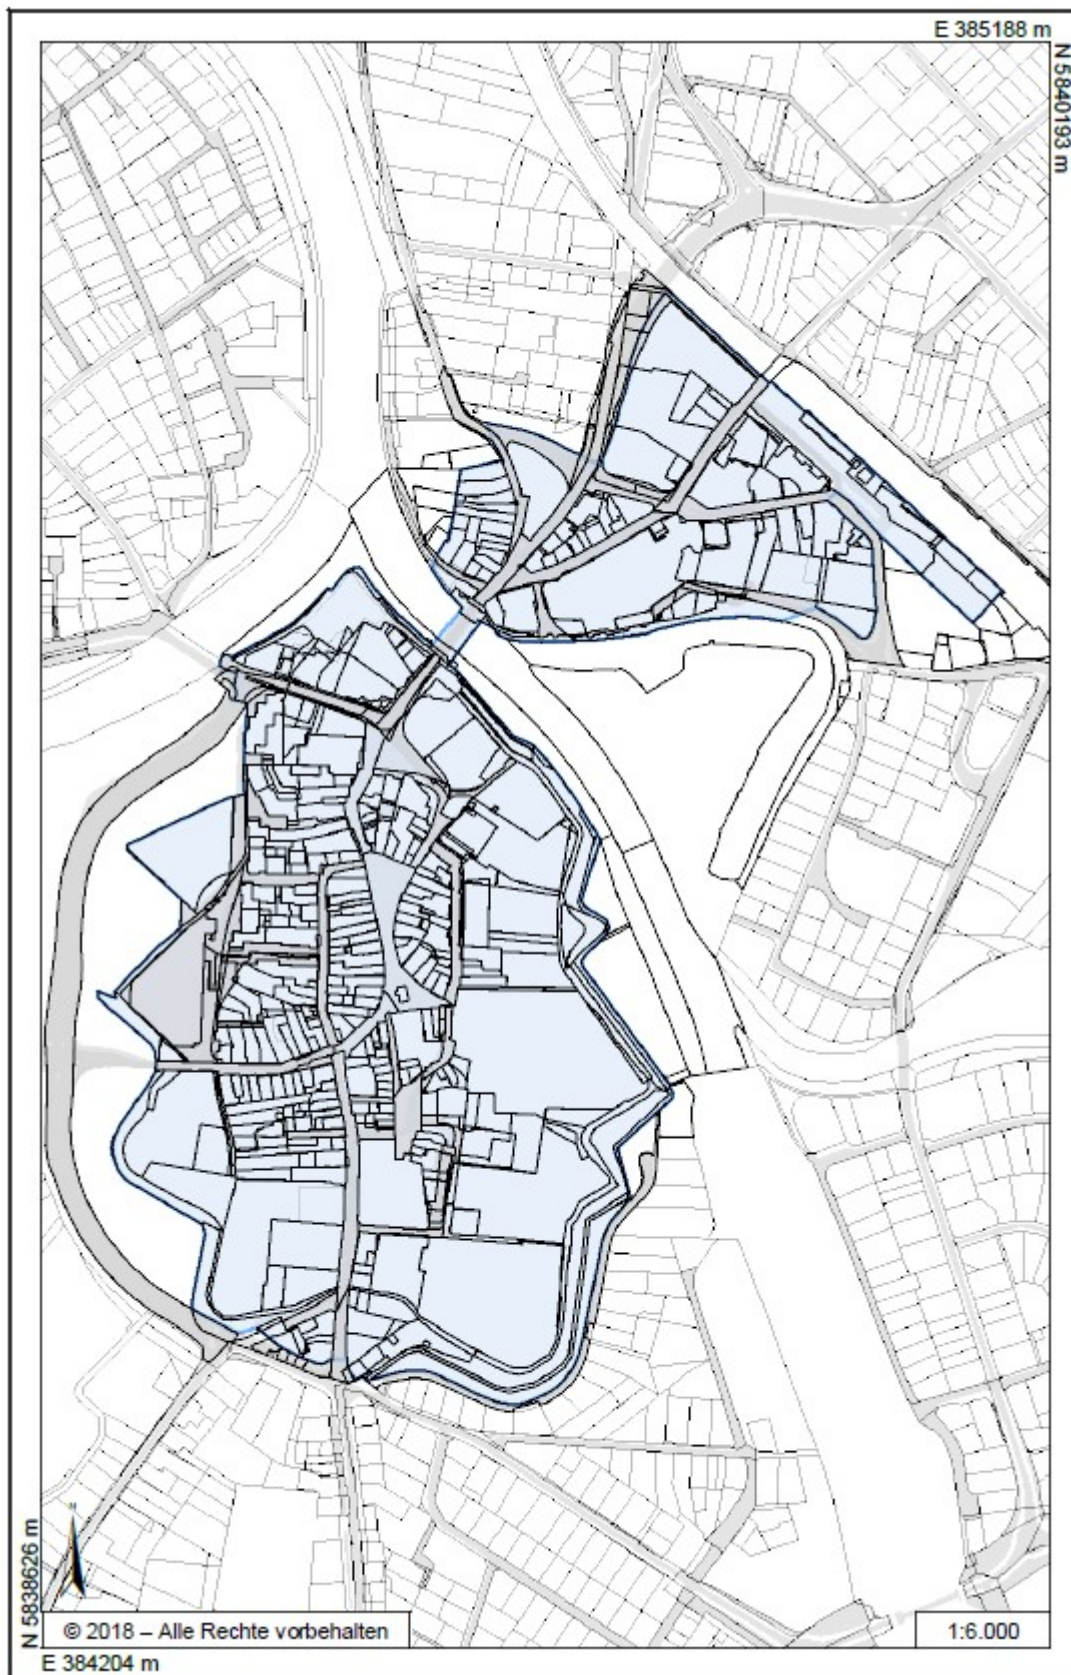 E 385188 m
N 5840193 m
N
N 5838626 m
© 2018 – Alle Rechte vorbehalten
1:6.000
E 384204 m